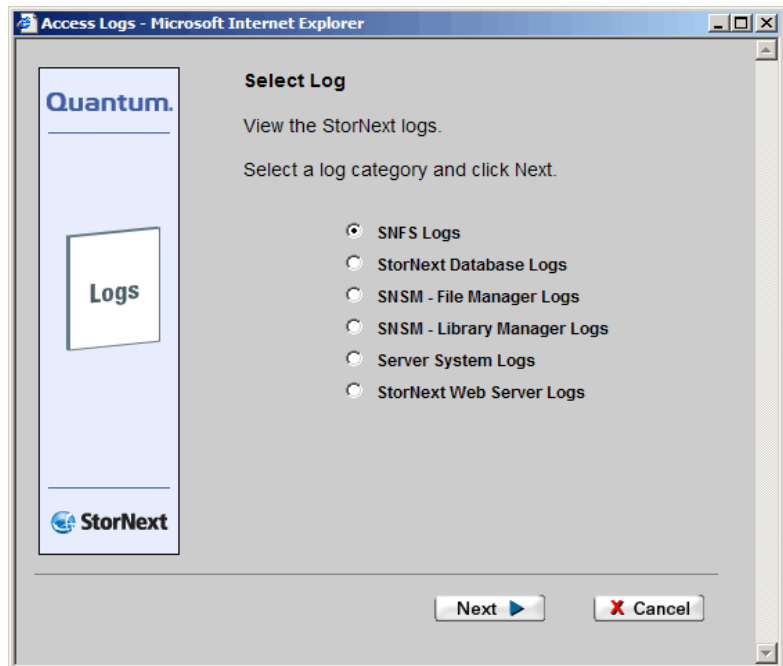 Access Logs - Microsoft Internet Explorer
Quantum.
Select Log
View the StorNext logs.
Select a log category and click Next.
Logs
SNFS Logs
StorNext Database Logs
SNSM - File Manager Logs
SNSM - Library Manager Logs
Server System Logs
StorNext Web Server Logs
StorNext
Next
Cancel